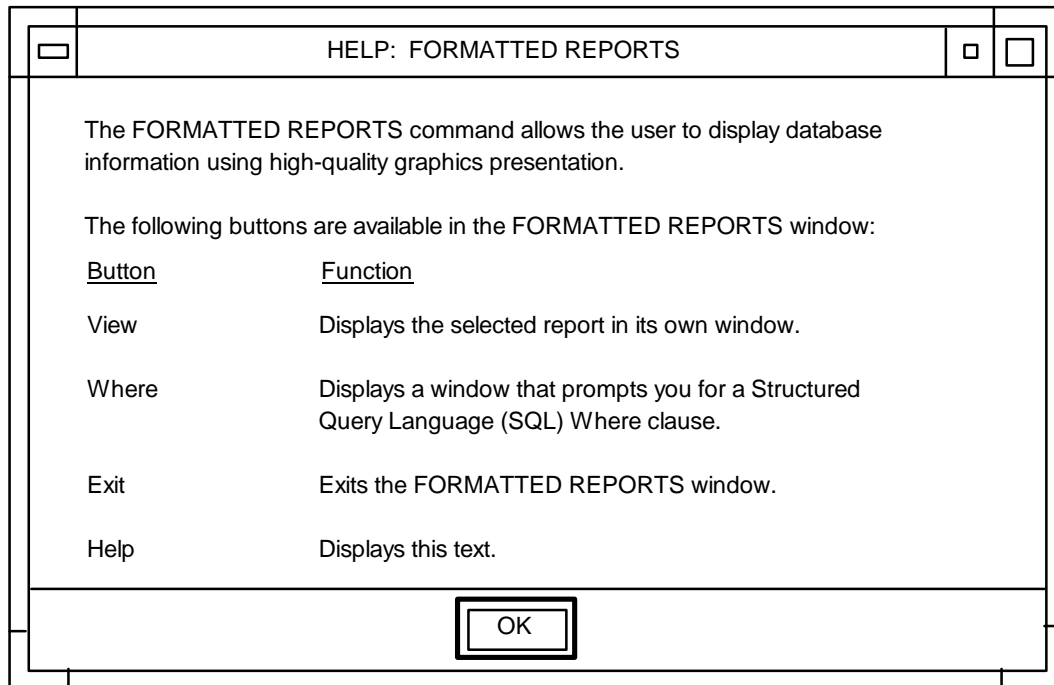 HELP: FORMATTED REPORTS
The FORMATTED REPORTS command allows the user to display database
information using high-quality graphics presentation.
The following buttons are available in the FORMATTED REPORTS window:
Button Function
View Displays the selected report in its own window.
Where Displays a window that prompts you for a Structured
Query Language (SQL) Where clause.
Exit Exits the FORMATTED REPORTS window.
Help Displays this text.
OK